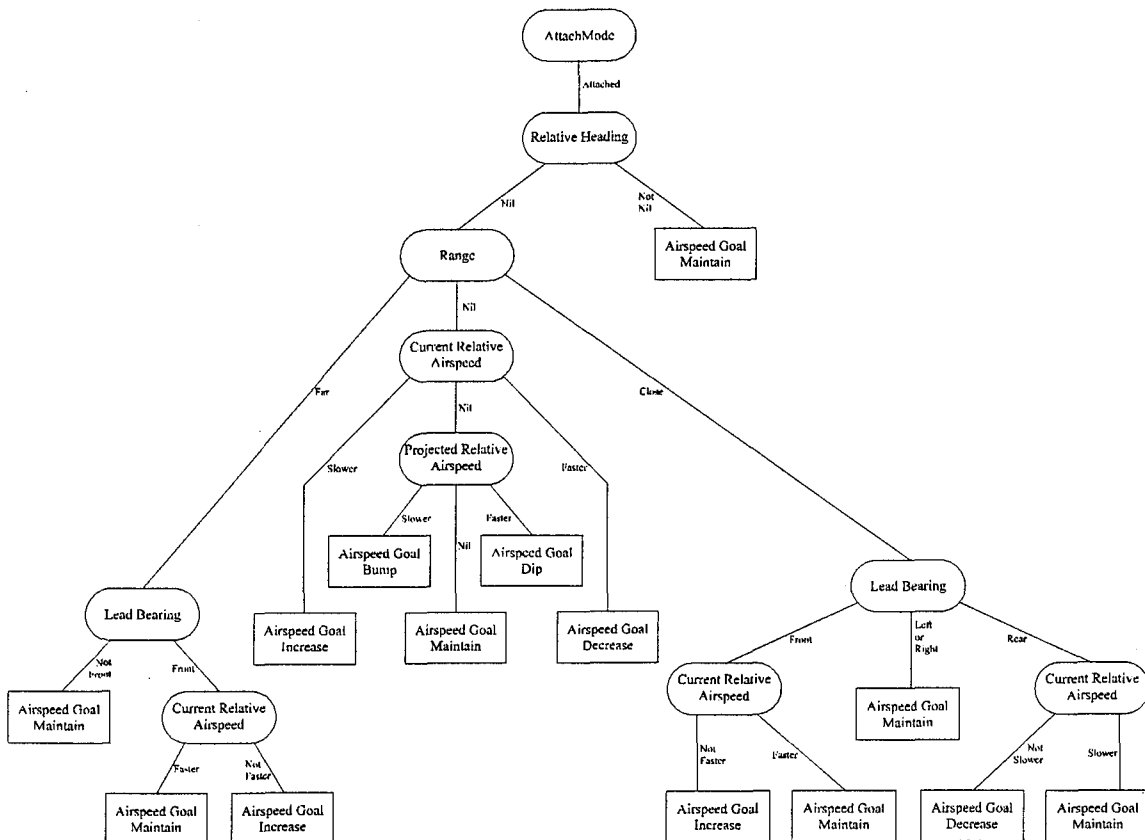 AttachMode
Attached
Relative Heading
Nil
Not
Nil
Range
Airspeed Goal
Maintain
Far
Nil
Close
Current Relative
Airspeed
Slower
Nil
Faster
Projected Relative
Airspeed
Slower
Nil
Faster
Airspeed Goal
Bump
Airspeed Goal
Dip
Lead Bearing
Airspeed Goal
Increase
Airspeed Goal
Maintain
Airspeed Goal
Decrease
Lead Bearing
Not
Front
Front
Front
Left
or
Right
Rear
Airspeed Goal
Maintain
Current Relative
Airspeed
Current Relative
Airspeed
Airspeed Goal
Maintain
Current Relative
Airspeed
Faster
Not
Faster
Not
Faster
Faster
Not
Slower
Slower
Airspeed Goal
Maintain
Airspeed Goal
Increase
Airspeed Goal
Increase
Airspeed Goal
Maintain
Airspeed Goal
Decrease
Airspeed Goal
Maintain